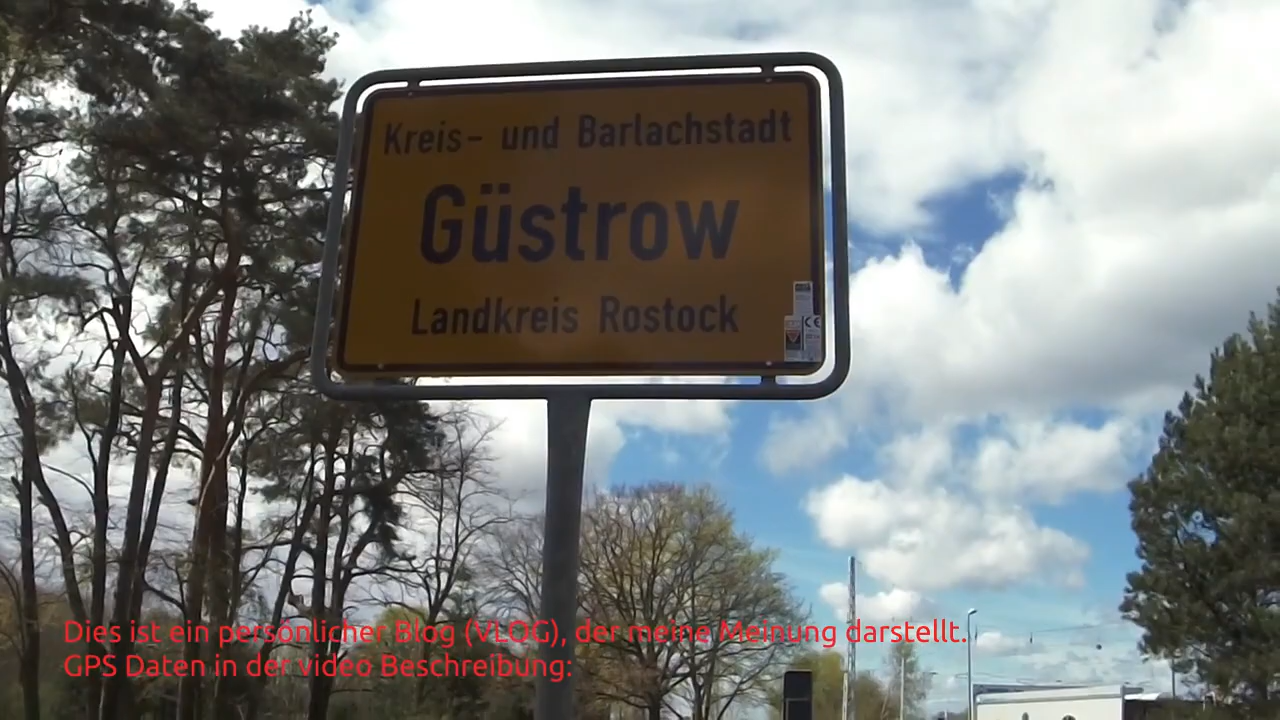 Kreis- und Barlachstadt
Güstrow
Landkreis Rostock
CE
Dies ist ein persönlicher Blog (VLOG), der meine Meinung darstellt.
GPS Daten in der video Beschreibung: